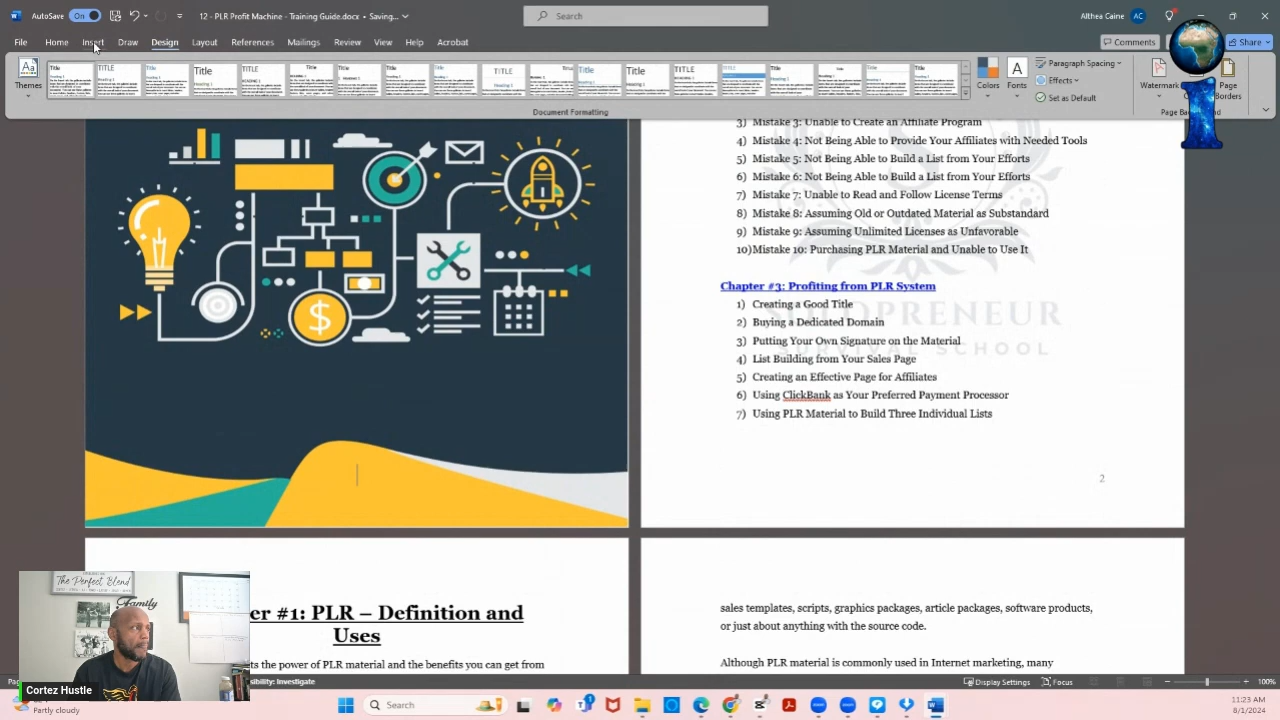 AutoSave On 12 - PLR Profit Machine - Training Guide.docx • Saving...
Search
Althea Caine AC
File Home Insert Draw Design Layout References Mailings Review View Help Acrobat
Comments Share
Themes
Title
Colors
Fonts
Paragraph Spacing
Effects
Set as Default
Watermark
Page
Borders
Document Formatting
3) Mistake 3: Unable to Create an Affiliate Program
4) Mistake 4: Not Being Able to Provide Your Affiliates with Needed Tools
5) Mistake 5: Not Being Able to Build a List from Your Efforts
6) Mistake 6: Not Being Able to Build a List from Your Efforts
7) Mistake 7: Unable to Read and Follow License Terms
8) Mistake 8: Assuming Old or Outdated Material as Substandard
9) Mistake 9: Assuming Unlimited Licenses as Unfavorable
10)Mistake 10: Purchasing PLR Material and Unable to Use It
Chapter #3: Profiting from PLR System
1) Creating a Good Title
2) Buying a Dedicated Domain
3) Putting Your Own Signature on the Material
4) List Building from Your Sales Page
5) Creating an Effective Page for Affiliates
6) Using ClickBank as Your Preferred Payment Processor
7) Using PLR Material to Build Three Individual Lists
2
er #1: PLR – Definition and
Uses
ts the power of PLR material and the benefits you can get from
sales templates, scripts, graphics packages, article packages, software products,
or just about anything with the source code.
Although PLR material is commonly used in Internet marketing, many
The Perfect Blend
Family
Cortez Hustle
ibility: Investigate
Display Settings Focus 100%
Partly cloudy
Search
11:23 AM
6/1/2024